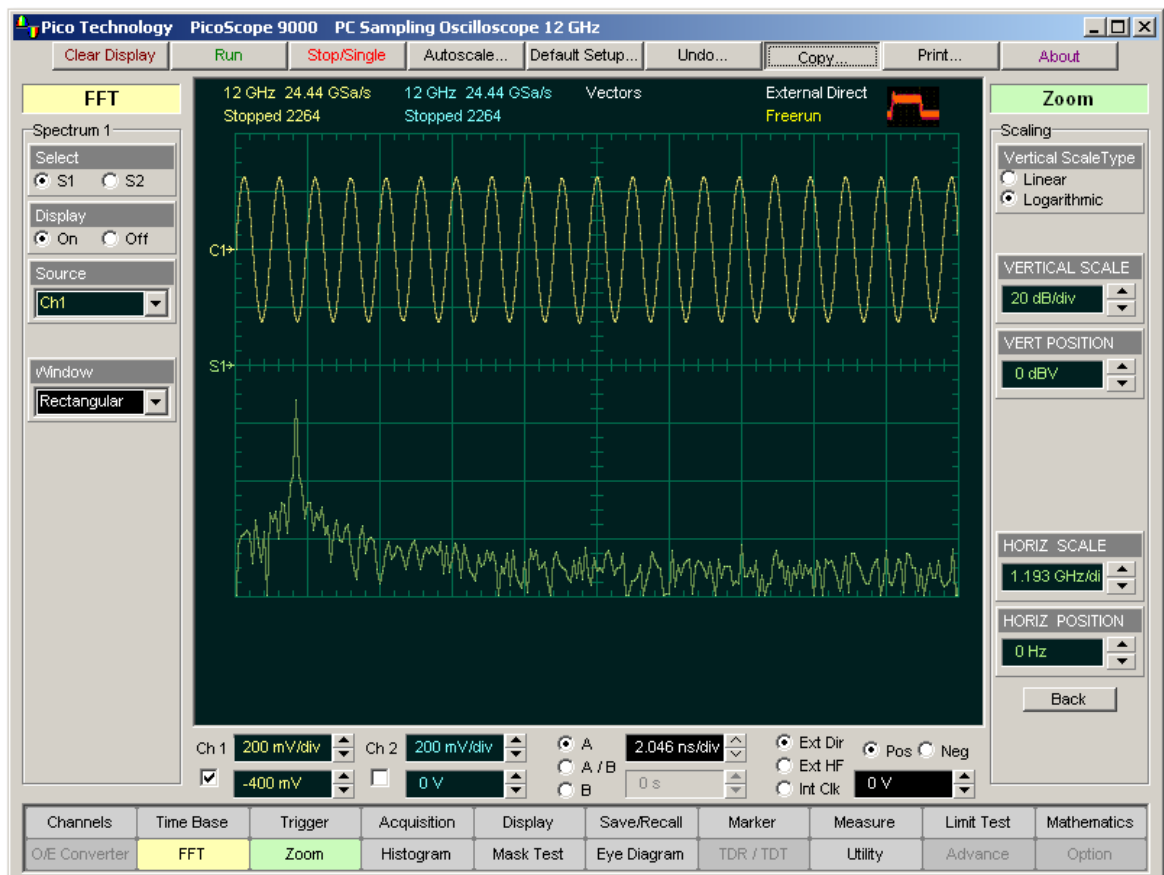 Pico Technology PicoScope 9000 PC Sampling Oscilloscope 12 GHz
Clear Display Run Stop/Single Autoscale... Default Setup... Undo... Copy... Print... About
FFT
Spectrum 1
Select
S1 S2
Display
On Off
Source
Ch1
Window
Rectangular
12 GHz 24.44 GSa/s 12 GHz 24.44 GSa/s Vectors External Direct
Stopped 2264 Stopped 2264 Freerun
C1
S1
Zoom
Scaling
Vertical ScaleType
Linear
Logarithmic
VERTICAL SCALE
20 dB/div
VERT POSITION
0 dBV
HORIZ SCALE
1.193 GHz/di
HORIZ POSITION
0 Hz
Back
Ch 1 200 mV/div Ch 2 200 mV/div A 2.046 ns/div Ext Dir Pos Neg
A / B Ext HF
-400 mV 0 V B 0 s Int Clk 0 V
Channels Time Base Trigger Acquisition Display Save/Recall Marker Measure Limit Test Mathematics
O/E Converter FFT Zoom Histogram Mask Test Eye Diagram TDR / TDT Utility Advance Option